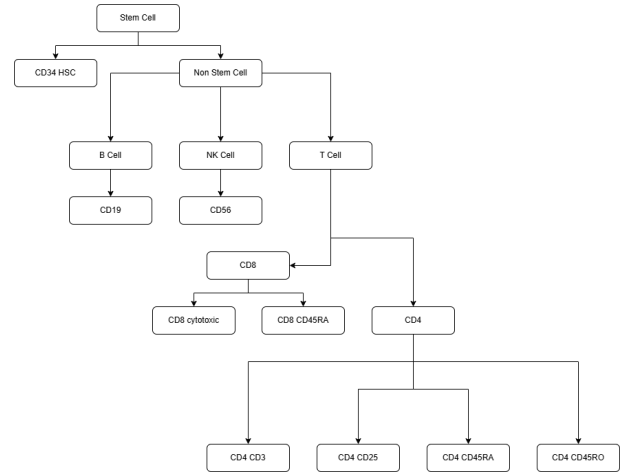 Stem Cell
CD34 HSC
Non Stem Cell
B Cell
NK Cell
T Cell
CD19
CD56
CD8
CD8 cytotoxic
CD8 CD45RA
CD4
CD4 CD3
CD4 CD25
CD4 CD45RA
CD4 CD45RO